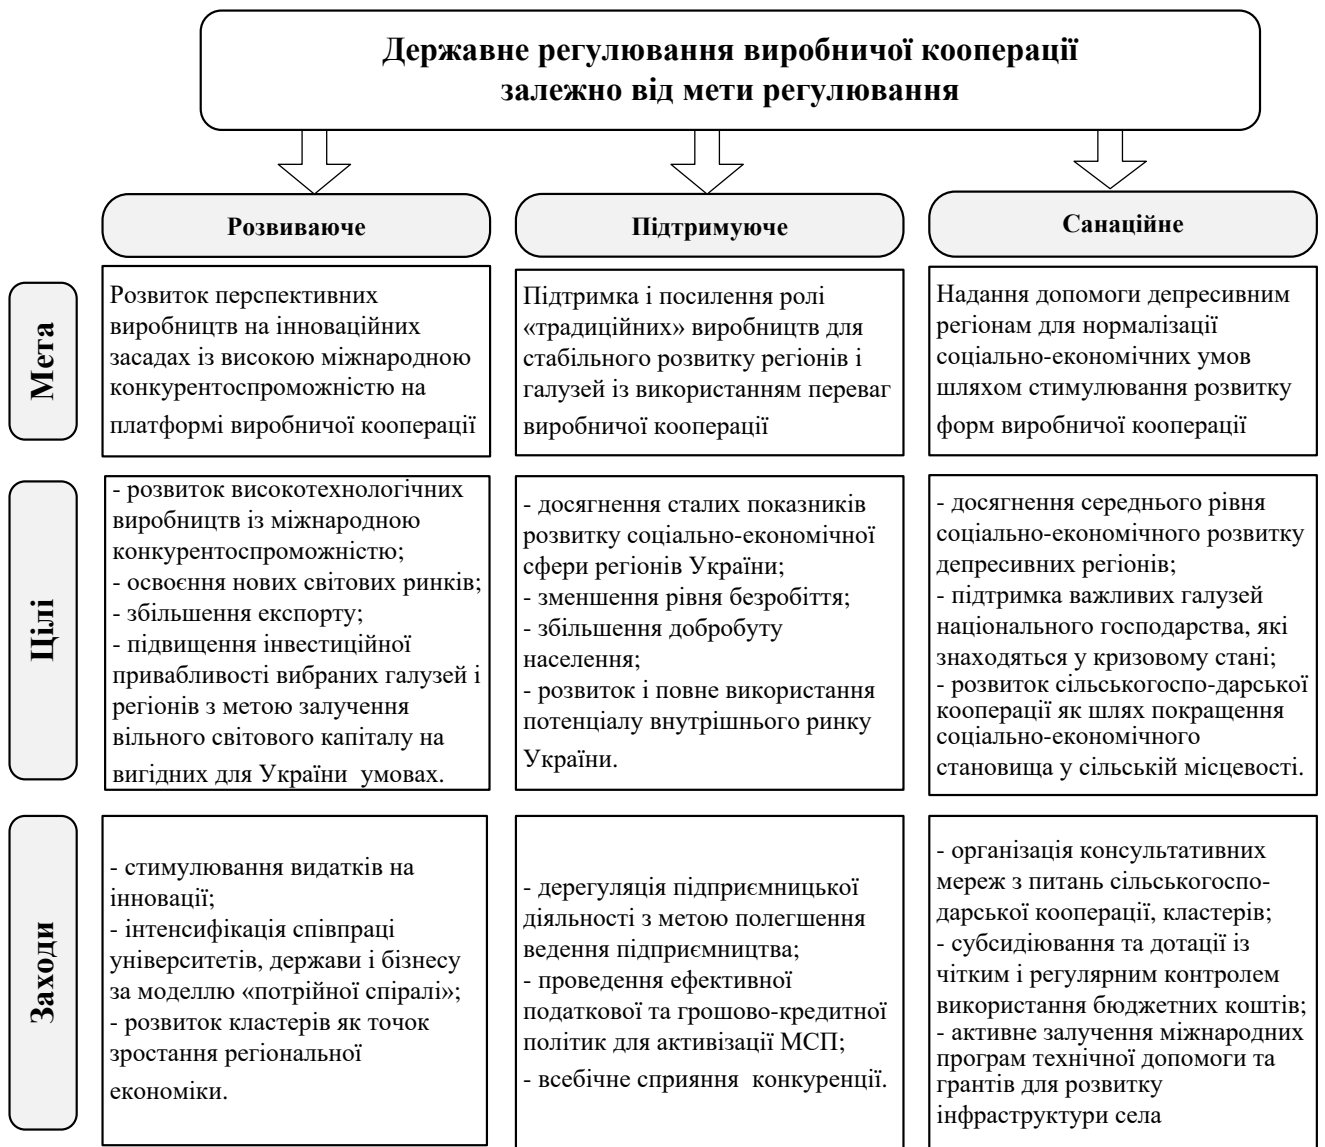 Державне регулювання виробничої кооперації
залежно від мети регулювання
Розвиваюче
Підтримуюче
Санаційне
Мета
Розвиток перспективних
виробництв на інноваційних
засадах із високою міжнародною
конкурентоспроможністю на
платформі виробничої кооперації
Підтримка і посилення ролі
«традиційних» виробництв для
стабільного розвитку регіонів і
галузей із використанням переваг
виробничої кооперації
Надання допомоги депресивним
регіонам для нормалізації
соціально-економічних умов
шляхом стимулювання розвитку
форм виробничої кооперації
Цілі
- розвиток високотехнологічних
виробництв із міжнародною
конкурентоспроможністю;
- освоєння нових світових ринків;
- збільшення експорту;
- підвищення інвестиційної
привабливості вибраних галузей і
регіонів з метою залучення
вільного світового капіталу на
вигідних для України  умовах.
- досягнення сталих показників
розвитку соціально-економічної
сфери регіонів України;
- зменшення рівня безробіття;
- збільшення добробуту
населення;
- розвиток і повне використання
потенціалу внутрішнього ринку
України.
- досягнення середнього рівня
соціально-економічного розвитку
депресивних регіонів;
- підтримка важливих галузей
національного господарства, які
знаходяться у кризовому стані;
- розвиток сільськогоспо-дарської
кооперації як шлях покращення
соціально-економічного
становища у сільській місцевості.
Заходи
- стимулювання видатків на
інновації;
- інтенсифікація співпраці
університетів, держави і бізнесу
за моделлю «потрійної спіралі»;
- розвиток кластерів як точок
зростання регіональної
економіки.
- дерегуляція підприємницької
діяльності з метою полегшення
ведення підприємництва;
- проведення ефективної
податкової та грошово-кредитної
політик для активізації МСП;
- всебічне сприяння  конкуренції.
- організація консультативних
мереж з питань сільськогоспо-
дарської кооперації, кластерів;
- субсидіювання та дотації із
чітким і регулярним контролем
використання бюджетних коштів;
- активне залучення міжнародних
програм технічної допомоги та
грантів для розвитку
інфраструктури села